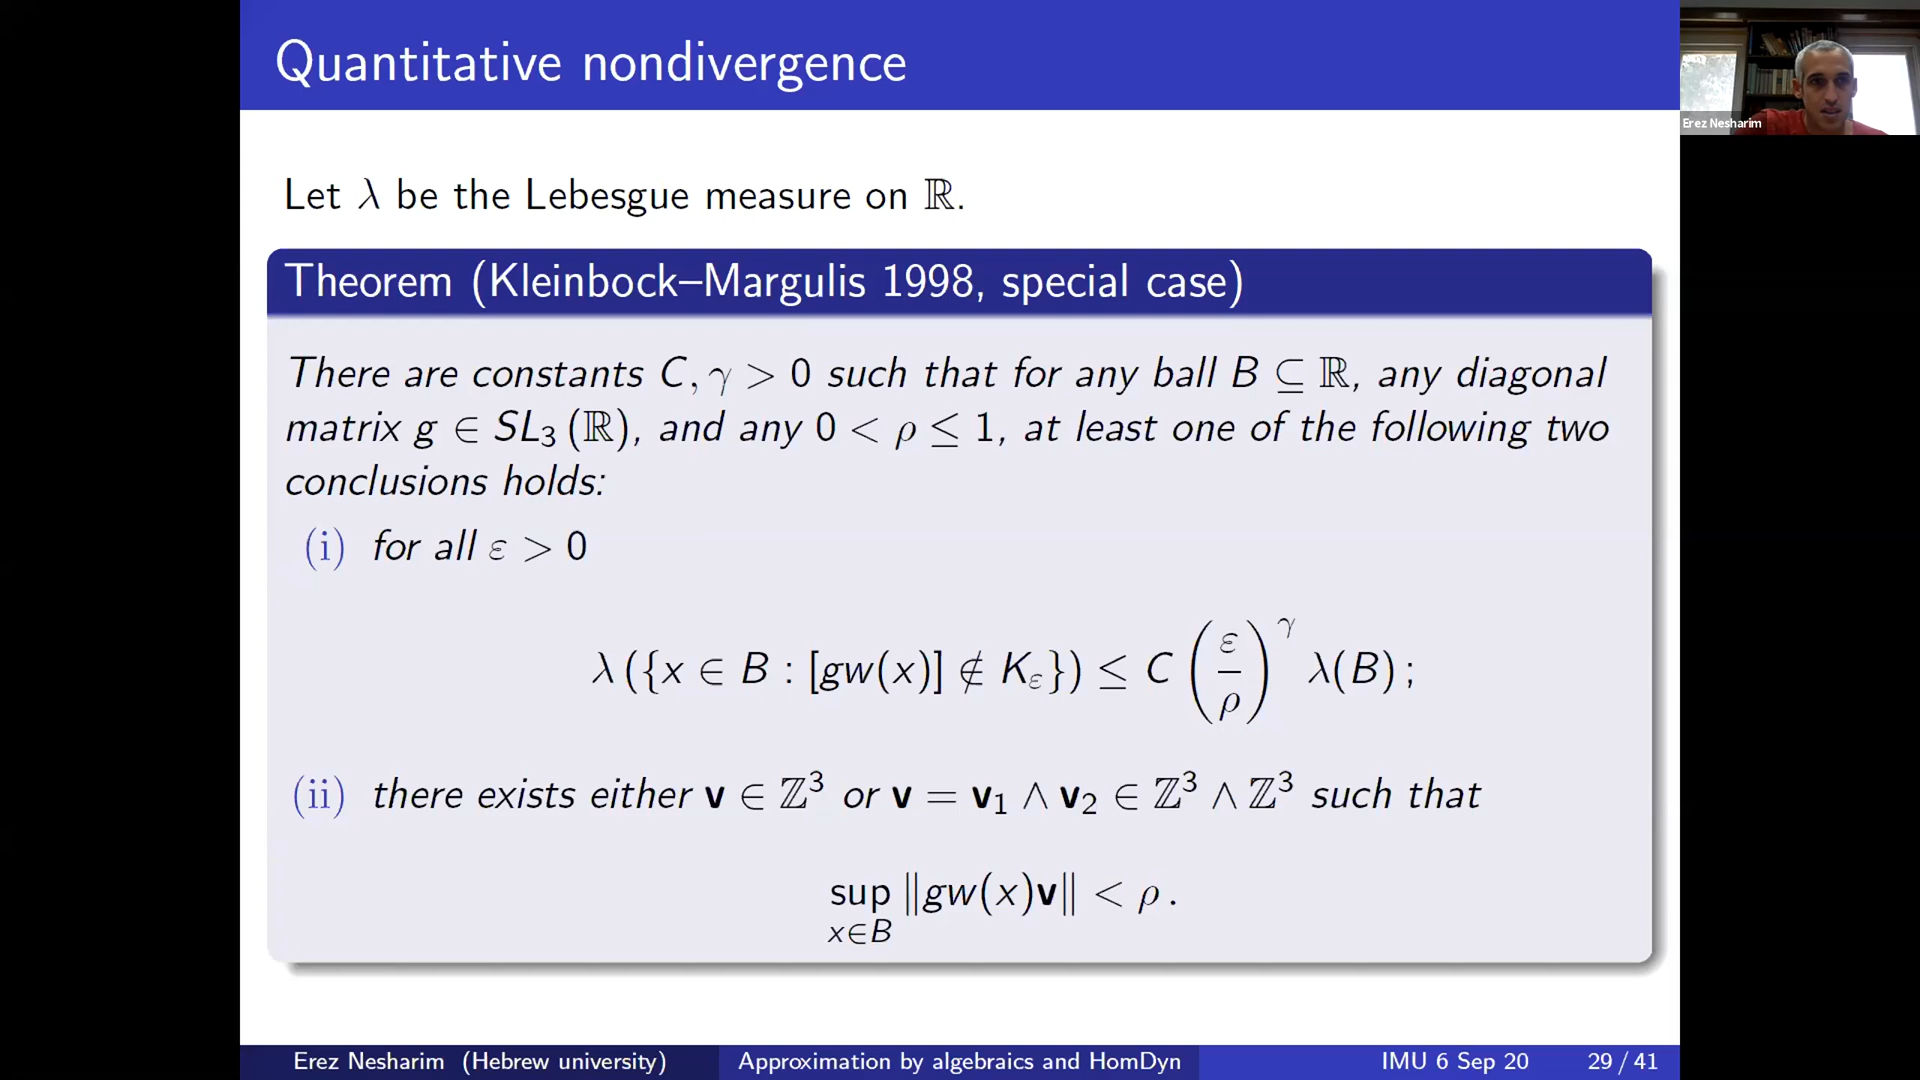 Quantitative nondivergence
Erez Nesharim
Let λ be the Lebesgue measure on ℝ.
Theorem (Kleinbock–Margulis 1998, special case)
There are constants C, γ > 0 such that for any ball B ⊆ ℝ, any diagonal
matrix g ∈ SL₃ (ℝ), and any 0 < ρ ≤ 1, at least one of the following two
conclusions holds:
(i) for all ε > 0
λ ({x ∈ B : [gw(x)] ∉ K_ε}) ≤ C (ε/ρ)^γ λ(B) ;
(ii) there exists either v ∈ ℤ³ or v = v₁ ∧ v₂ ∈ ℤ³ ∧ ℤ³ such that
sup_{x∈B} ‖gw(x)v‖ < ρ .
Erez Nesharim (Hebrew university) Approximation by algebraics and HomDyn IMU 6 Sep 20 29 / 41